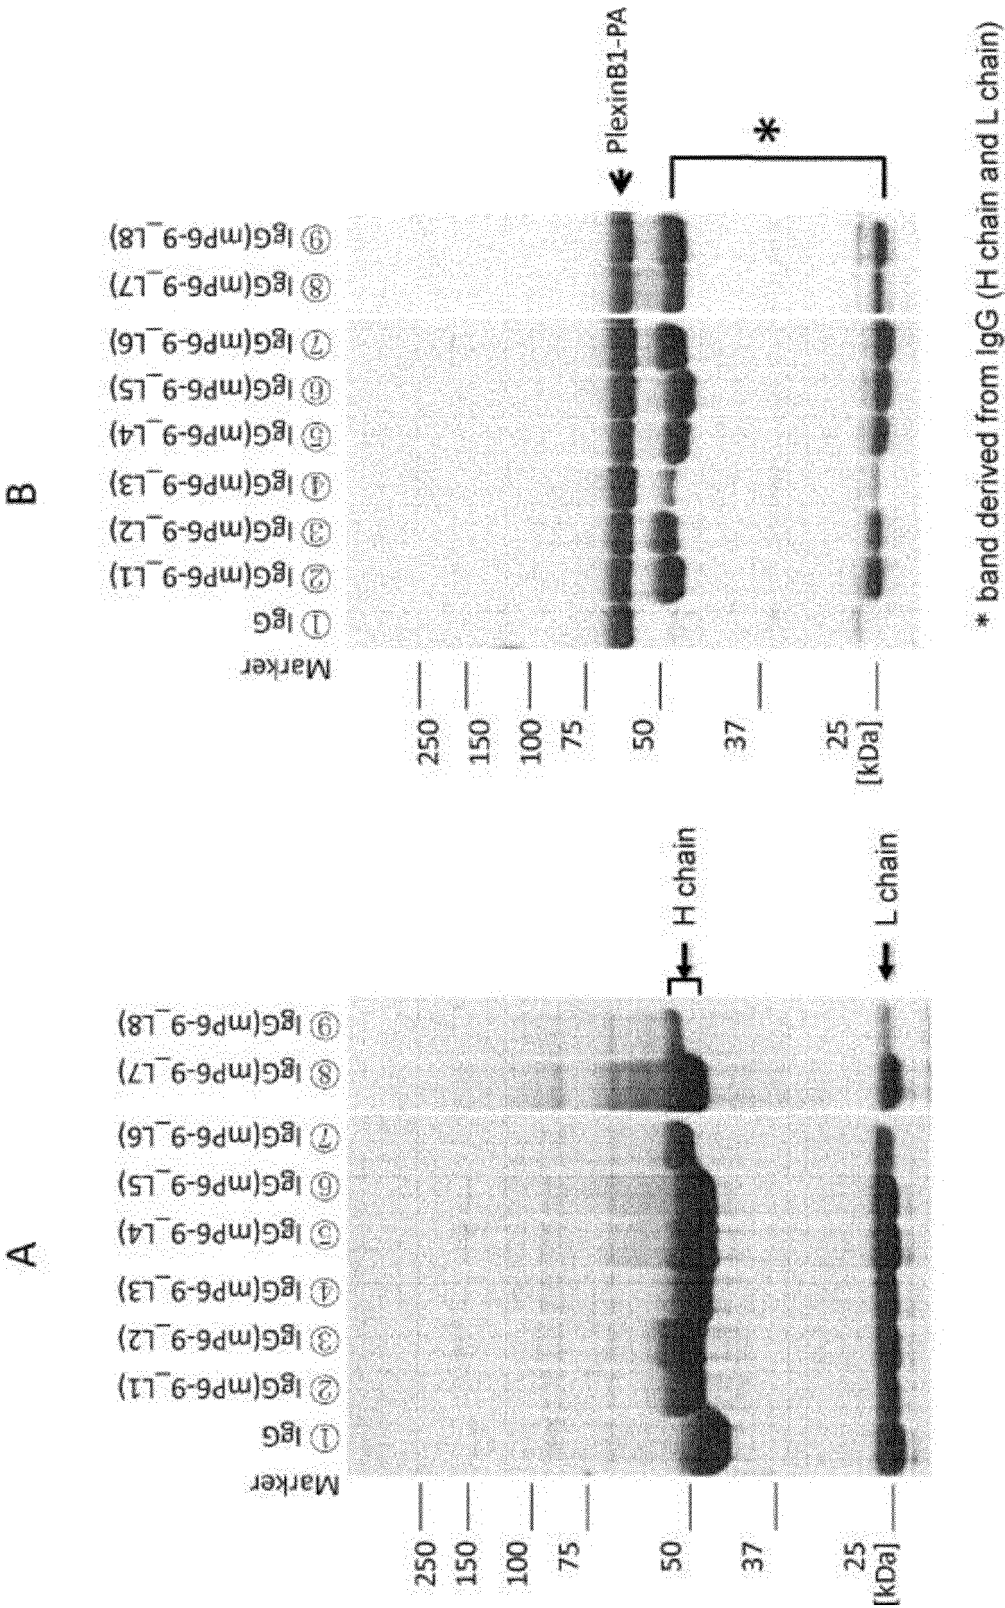 A
Marker
① IgG
② IgG(mP6-9_L1)
③ IgG(mP6-9_L2)
④ IgG(mP6-9_L3)
⑤ IgG(mP6-9_L4)
⑥ IgG(mP6-9_L5)
⑦ IgG(mP6-9_L6)
⑧ IgG(mP6-9_L7)
⑨ IgG(mP6-9_L8)
250
150
100
75
50
37
25
[kDa]
H chain
L chain
B
Marker
① IgG
② IgG(mP6-9_L1)
③ IgG(mP6-9_L2)
④ IgG(mP6-9_L3)
⑤ IgG(mP6-9_L4)
⑥ IgG(mP6-9_L5)
⑦ IgG(mP6-9_L6)
⑧ IgG(mP6-9_L7)
⑨ IgG(mP6-9_L8)
250
150
100
75
50
37
25
[kDa]
PlexinB1-PA
*
* band derived from IgG (H chain and L chain)